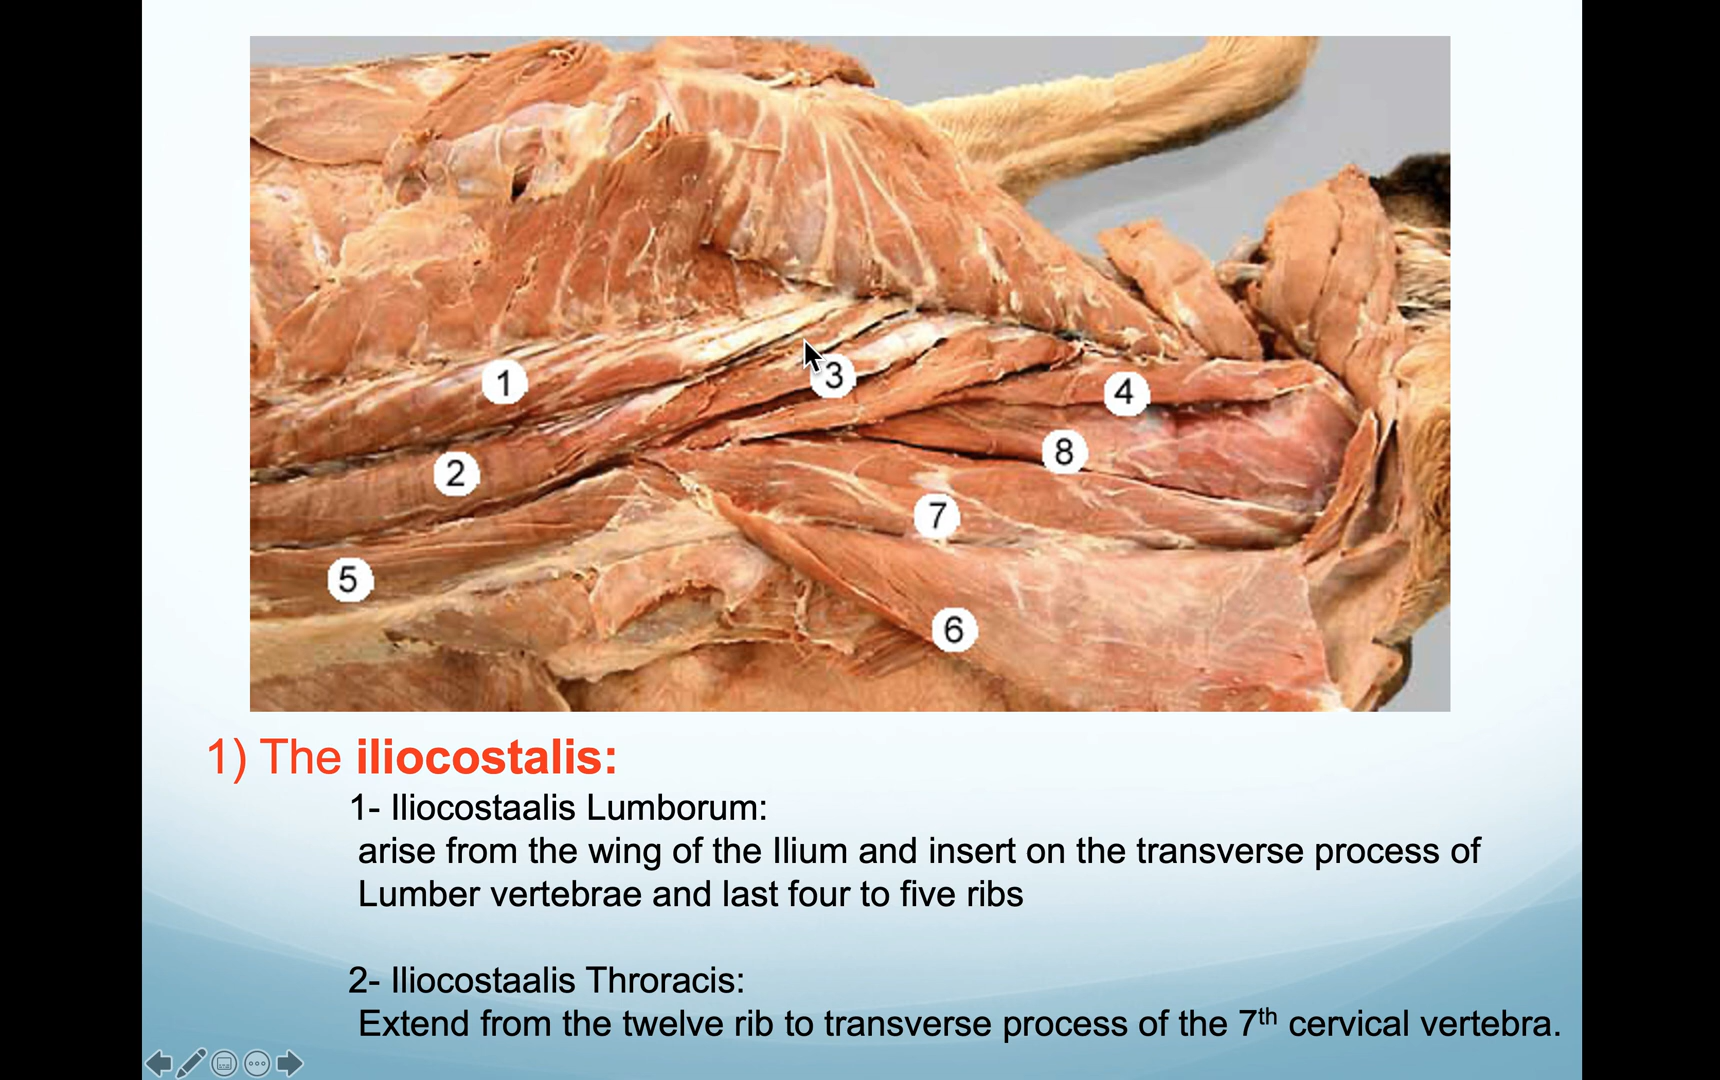 1
3
4
8
2
7
5
6
1) The iliocostalis:
1- Iliocostaalis Lumborum:
arise from the wing of the Ilium and insert on the transverse process of
Lumber vertebrae and last four to five ribs
2- Iliocostaalis Throracis:
Extend from the twelve rib to transverse process of the 7th cervical vertebra.